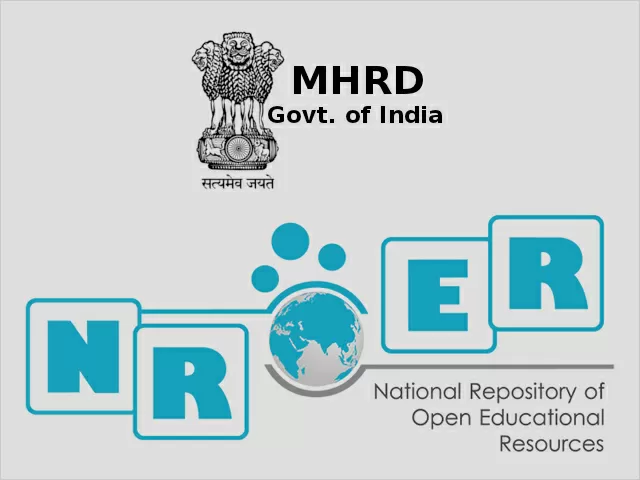 MHRD
Govt. of India
सत्यमेव जयते
N R E R
National Repository of
Open Educational
Resources